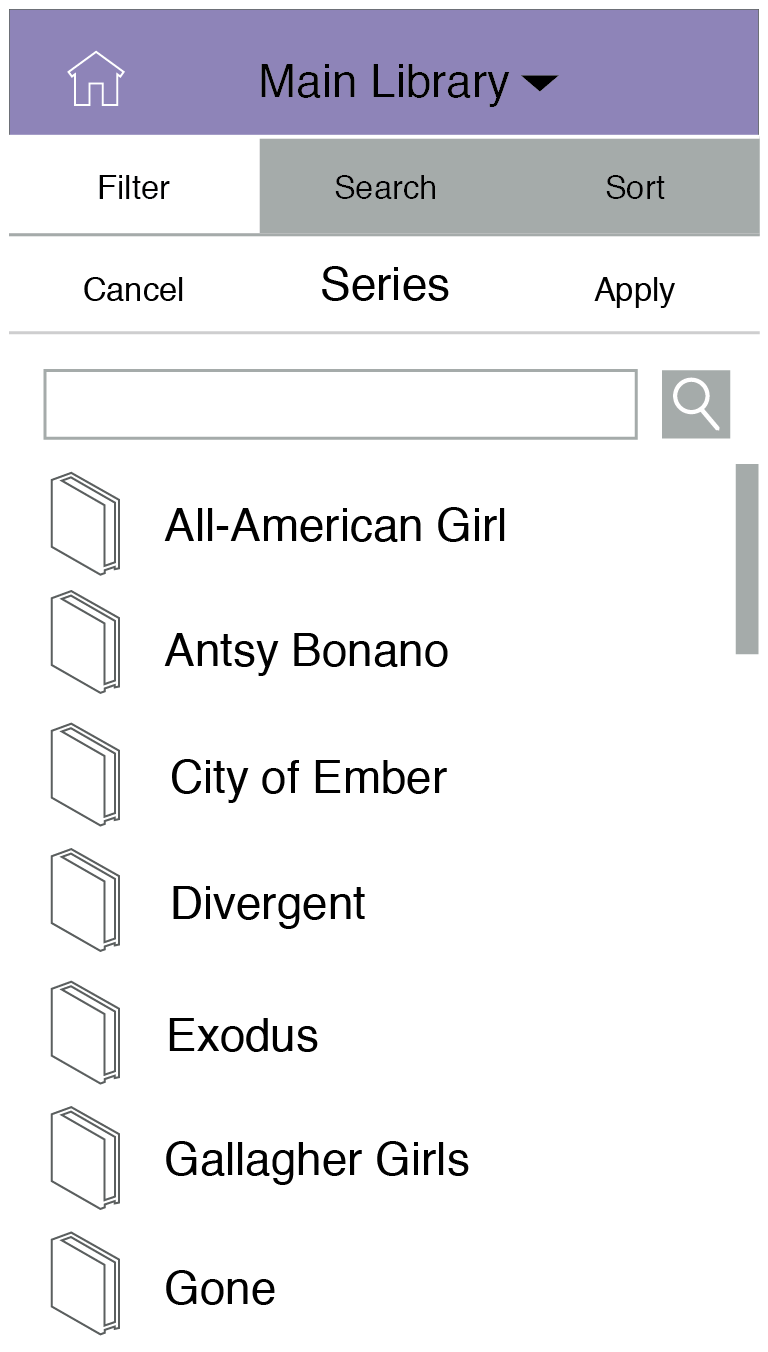 Main Library
Filter Search Sort
Cancel Series Apply
All-American Girl
Antsy Bonano
City of Ember
Divergent
Exodus
Gallagher Girls
Gone